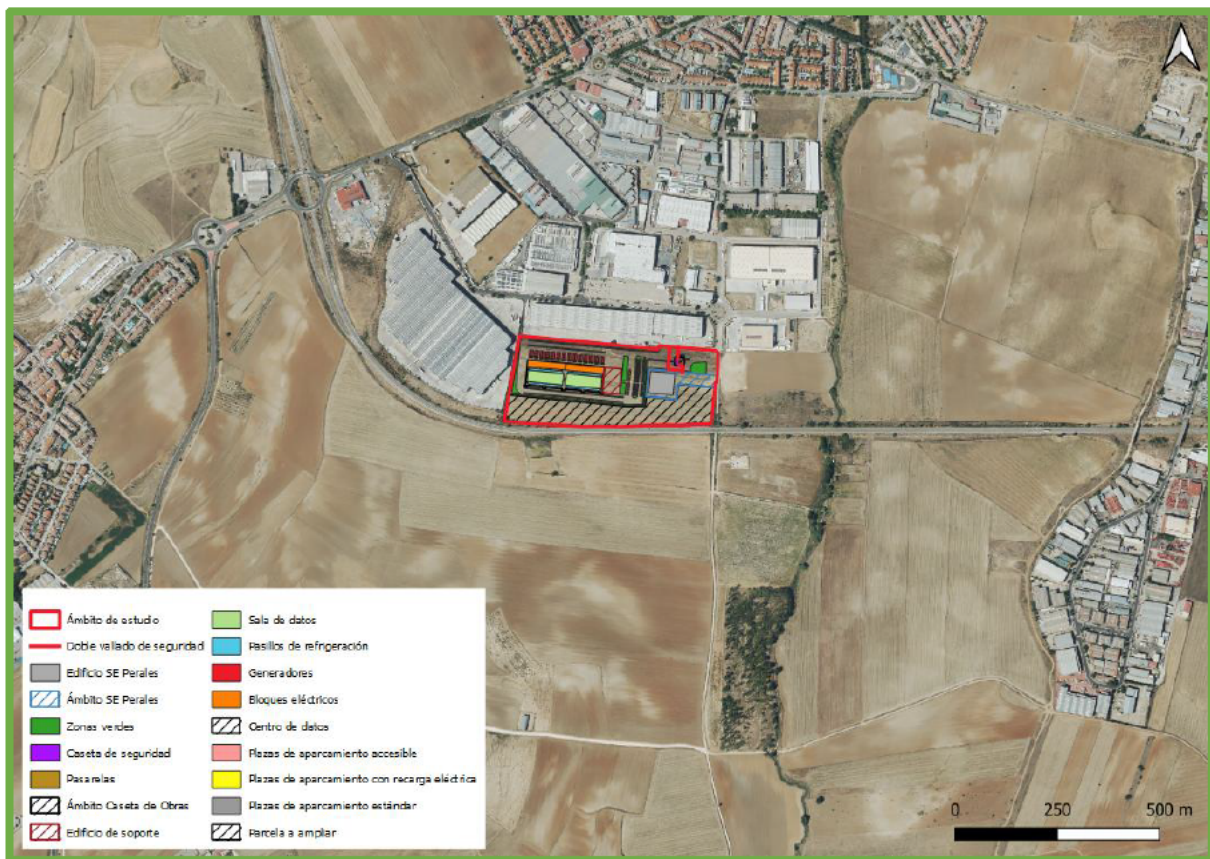 Ámbito de estudio
Doble vallado de seguridad
Edificio SE Perales
Ámbito SE Perales
Zonas verdes
Caseta de seguridad
Pasarelas
Ámbito Caseta de Obras
Edificio de soporte
Sala de datos
Pasillos de refrigeración
Generadores
Bloques eléctricos
Centro de datos
Plazas de aparcamiento accesible
Plazas de aparcamiento con recarga eléctrica
Plazas de aparcamiento estándar
Parcela a ampliar
0 250 500 m